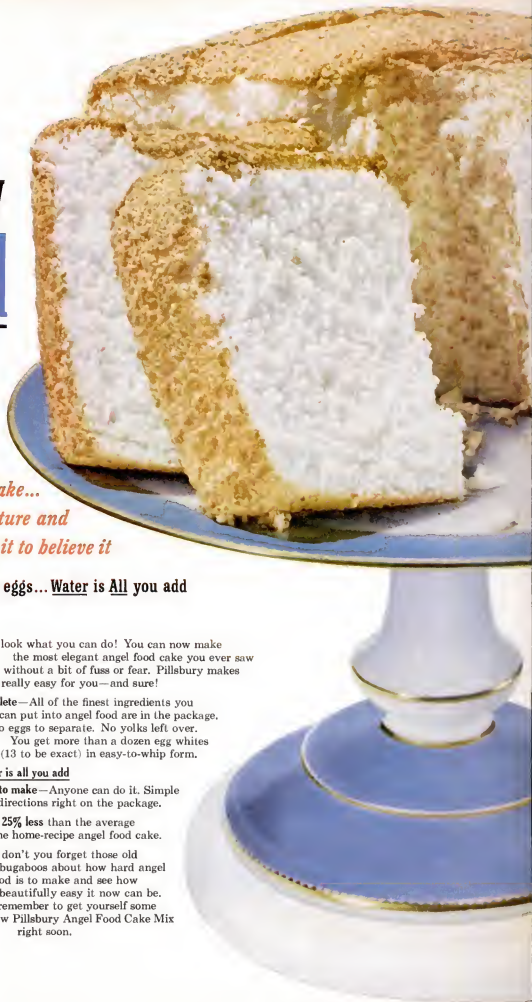 ake...
ture and
it to believe it
eggs... Water is All you add
look what you can do! You can now make
the most elegant angel food cake you ever saw
without a bit of fuss or fear. Pillsbury makes
really easy for you—and sure!
lete—All of the finest ingredients you
can put into angel food are in the package.
o eggs to separate. No yolks left over.
You get more than a dozen egg whites
(13 to be exact) in easy-to-whip form.
r is all you add
to make—Anyone can do it. Simple
directions right on the package.
25% less than the average
ne home-recipe angel food cake.
don't you forget those old
bugaboos about how hard angel
od is to make and see how
beautifully easy it now can be.
remember to get yourself some
w Pillsbury Angel Food Cake Mix
right soon.